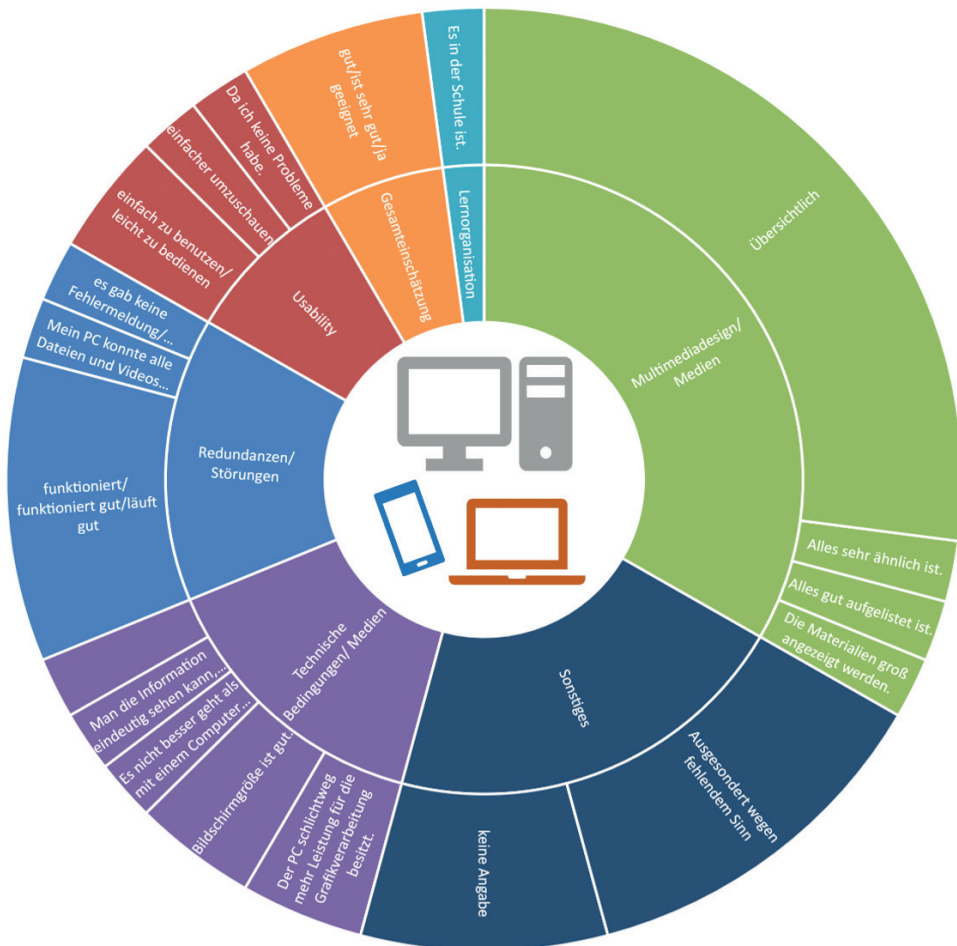 Übersichtlich
Alles sehr ähnlich ist.
Alles gut aufgelistet ist.
Die Materialien groß
angezeigt werden.
Multimediadesign/
Medien
Ausgesondert wegen
fehlendem Sinn
keine Angabe
Sonstiges
Der PC schlichtweg
mehr Leistung für die
Grafikverarbeitung
besitzt.
Bildschirmgröße ist gut.
Es nicht besser geht als
mit einem Computer...
Man die Information
eindeutig sehen kann,...
Technische
Bedingungen/ Medien
funktioniert/
funktioniert gut/läuft
gut
Mein PC konnte alle
Dateien und Videos...
es gab keine
Fehlermeldung/...
Redundanzen/
Störungen
einfach zu benutzen/
leicht zu bedienen
einfacher umzuschauen
Da ich keine Probleme
habe.
Usability
gut/ist sehr gut/ja
geeignet
Gesamteinschätzung
Es in der Schule ist.
Lernorganisation